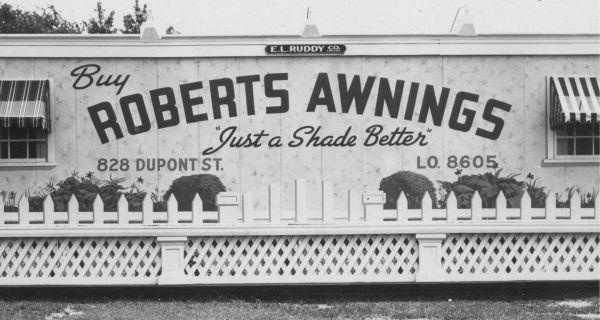 E.L.RUDDY CO.
Buy
ROBERTS AWNINGS
"Just a Shade Better"
828 DUPONT ST. LO. 8605